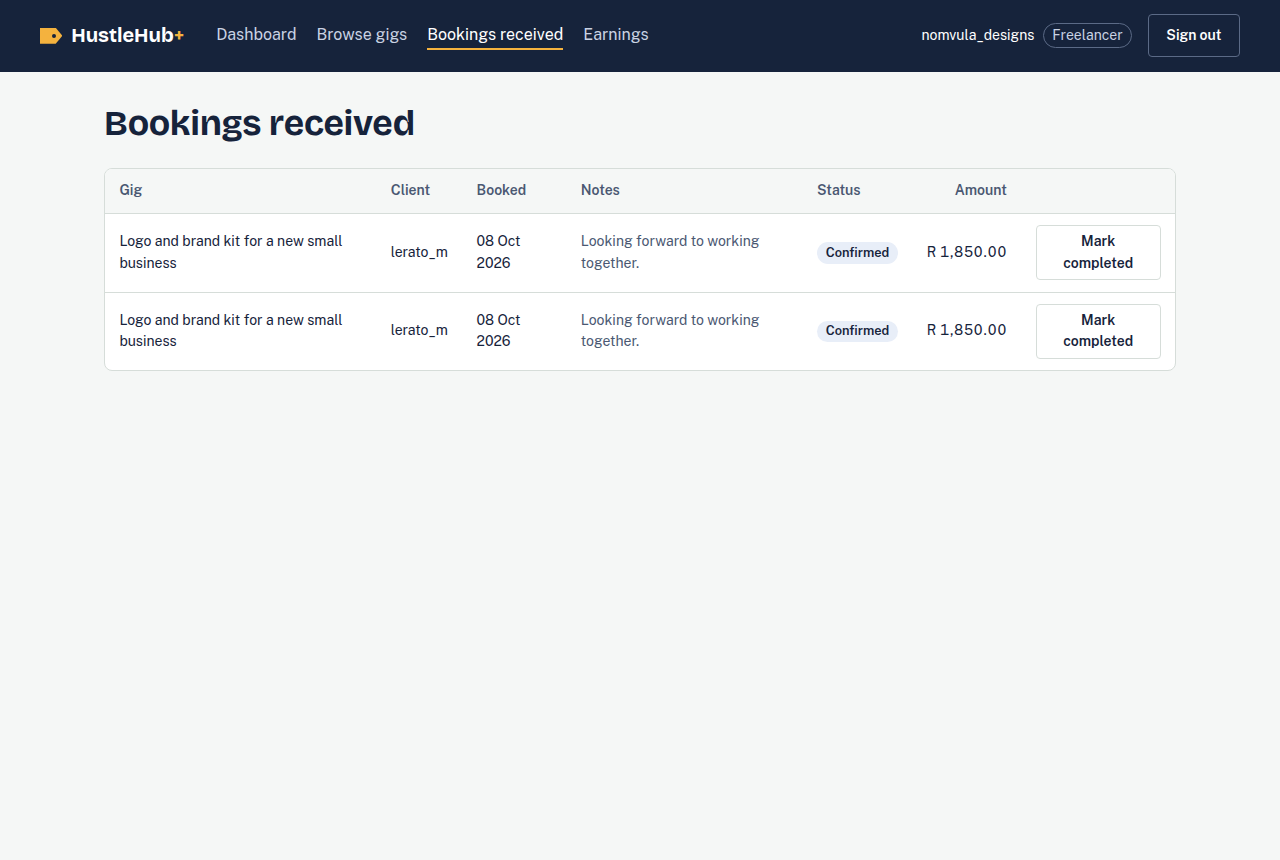 HustleHub+ Dashboard Browse gigs Bookings received Earnings nomvula_designs Freelancer Sign out
Bookings received
Gig Client Booked Notes Status Amount
Logo and brand kit for a new small business lerato_m 08 Oct 2026 Looking forward to working together. Confirmed R 1,850.00 Mark completed
Logo and brand kit for a new small business lerato_m 08 Oct 2026 Looking forward to working together. Confirmed R 1,850.00 Mark completed